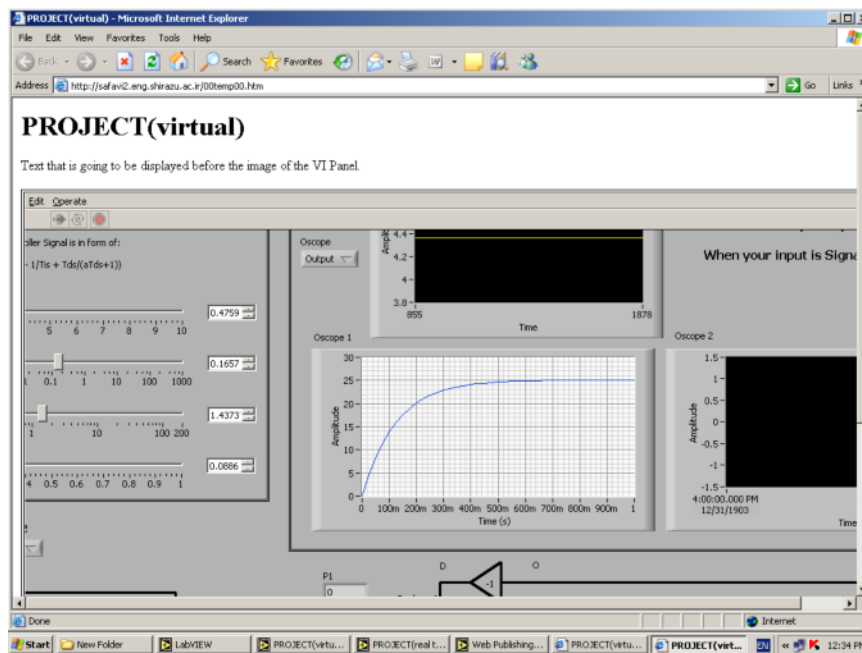 PROJECT(virtual) - Microsoft Internet Explorer
File Edit View Favorites Tools Help
Back Search Favorites
Address http://safavi2.eng.shirazu.ac.ir/00temp00.htm Go Links
PROJECT(virtual)
Text that is going to be displayed before the image of the VI Panel.
Edit Operate
oller Signal is in form of:
- 1/Tis + Tds/(aTds+1))
0.4759
5 6 7 8 9 10
0.1657
0.1 1 10 100 1000
1.4373
1 10 100 200
0.0886
4 0.5 0.6 0.7 0.8 0.9 1
Oscope
Output
Amplitude
4.4
4.2
4
3.8
855 1878
Time
When your input is Signa
Oscope 1
Amplitude
30
25
20
15
10
5
0
0 100m 200m 300m 400m 500m 600m 700m 800m 900m 1
Time (s)
Oscope 2
Amplitude
1.5
1
0.5
0
-0.5
-1
-1.5
4:00:00.000 PM
12/31/1903
Time
P1
0
D O
-1
Done Internet
Start New Folder LabVIEW PROJECT(virtu... PROJECT(real t... Web Publishing... PROJECT(virtu... PROJECT(virt... EN 12:34 PM